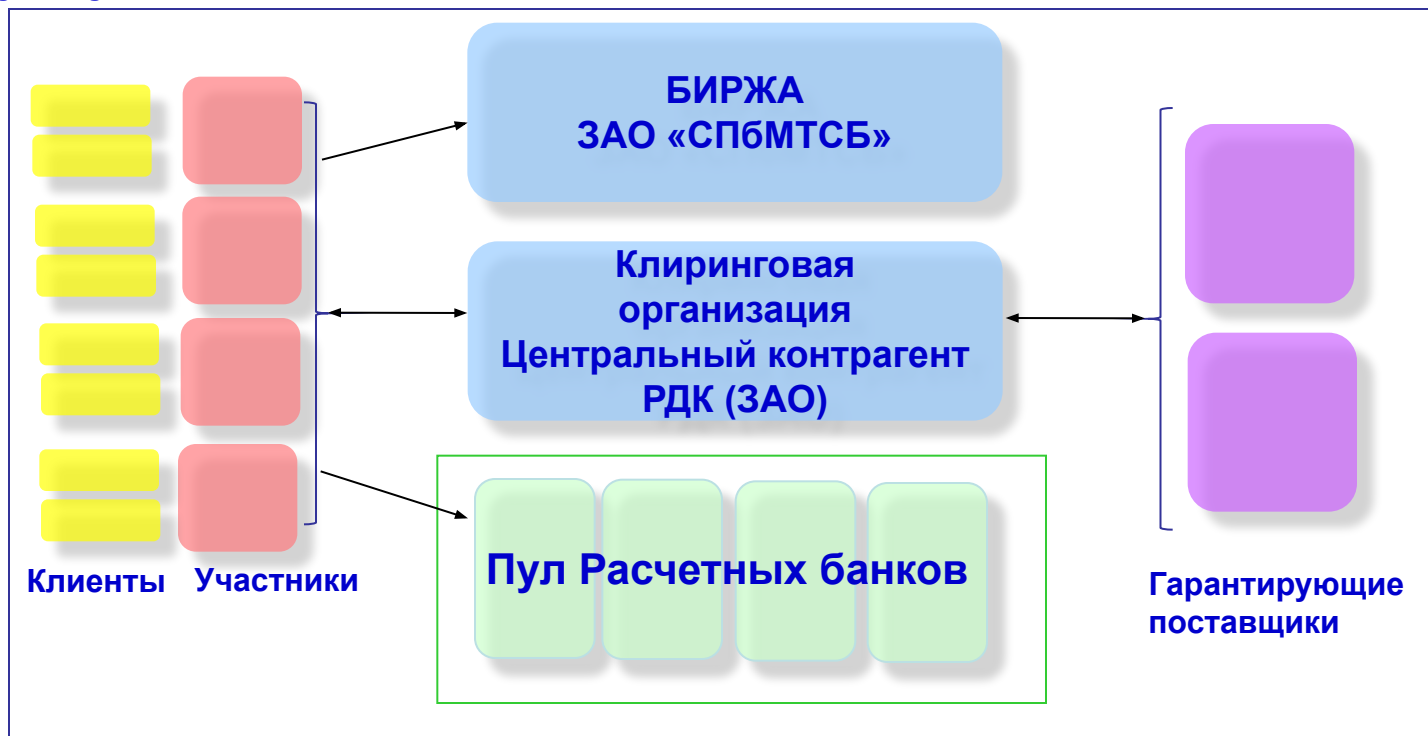 БИРЖА
ЗАО «СПбМТСБ»
Клиринговая
организация
Центральный контрагент
РДК (ЗАО)
Пул Расчетных банков
Клиенты
Участники
Гарантирующие
поставщики